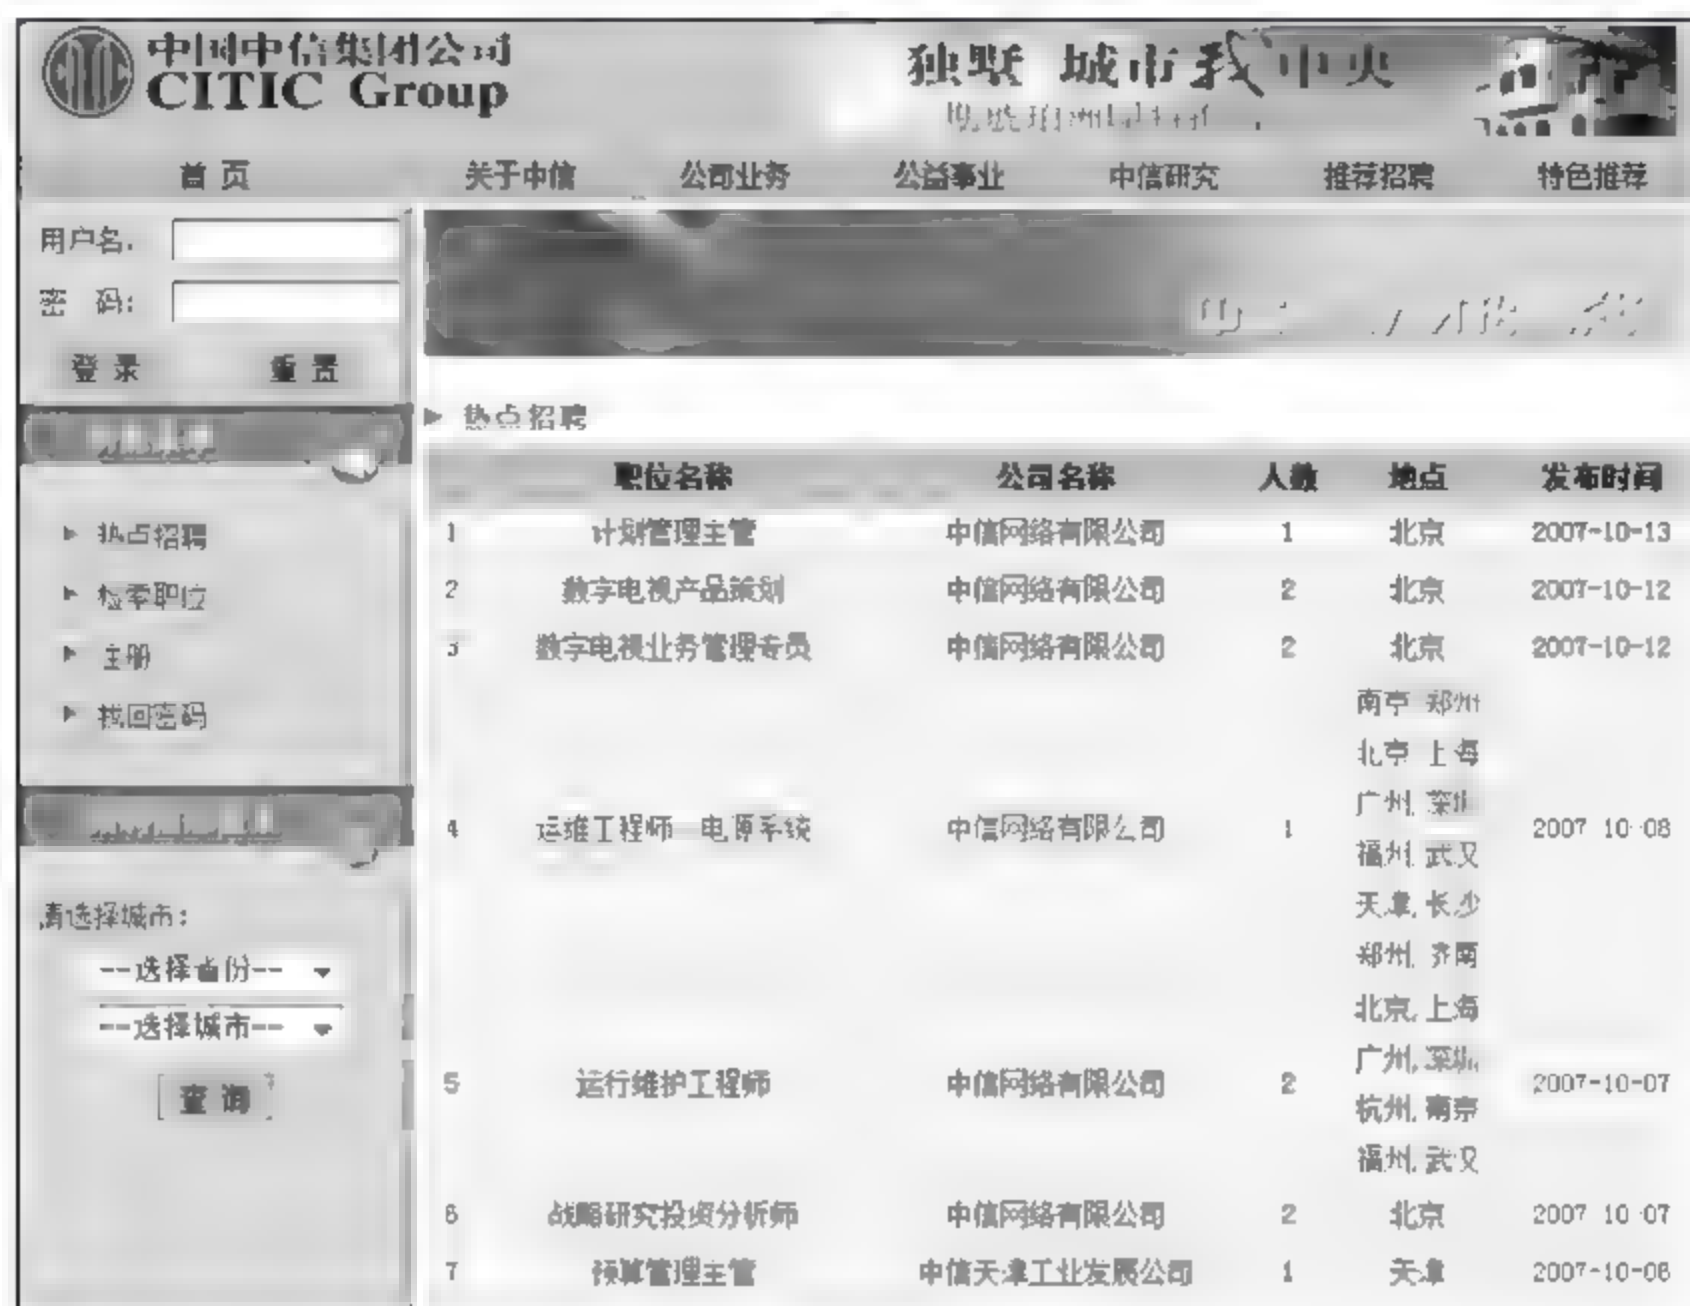 中国中信集团公司
CITIC Group
独墅 城市我中央
首 页 关于中信 公司业务 公益事业 中信研究 推荐招聘 特色推荐
用户名:
密 码:
登 录 重 置
热点招聘
检索职位
注册
找回密码
请选择城市:
--选择省份--
--选择城市--
查 询
热点招聘
职位名称 公司名称 人数 地点 发布时间
1 计划管理主管 中信网络有限公司 1 北京 2007-10-13
2 数字电视产品策划 中信网络有限公司 2 北京 2007-10-12
3 数字电视业务管理专员 中信网络有限公司 2 北京 2007-10-12
南京 郑州
北京 上海
广州, 深圳
4 运维工程师—电源系统 中信网络有限公司 1 2007-10-08
福州, 武汉
天津, 长沙
郑州, 济南
北京, 上海
广州, 深圳,
5 运行维护工程师 中信网络有限公司 2 2007-10-07
杭州, 南京
福州, 武汉
6 战略研究投资分析师 中信网络有限公司 2 北京 2007-10-07
7 预算管理主管 中信天津工业发展公司 1 天津 2007-10-06